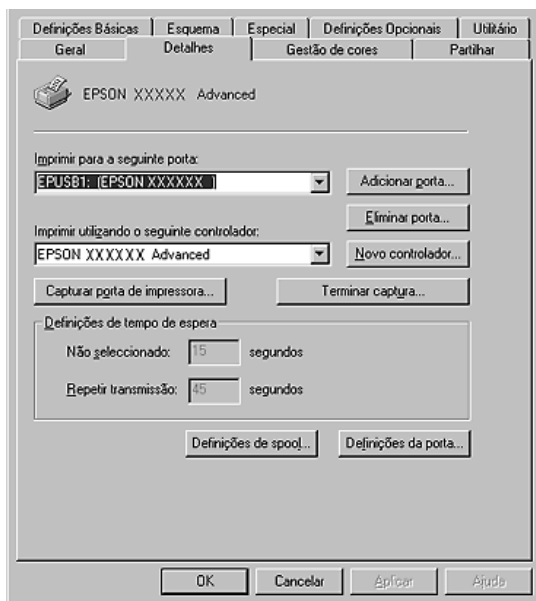 Definições Básicas Esquema Especial Definições Opcionais Utilitário
Geral Detalhes Gestão de cores Partilhar
EPSON XXXXX Advanced
Imprimir para a seguinte porta:
EPUSB1: (EPSON XXXXXX ) Adicionar porta...
Eliminar porta...
Imprimir utilizando o seguinte controlador:
EPSON XXXXXX Advanced Novo controlador...
Capturar porta de impressora... Terminar captura...
Definições de tempo de espera
Não seleccionado: 15 segundos
Repetir transmissão: 45 segundos
Definições de spool... Definições da porta...
OK Cancelar Aplicar Ajuda